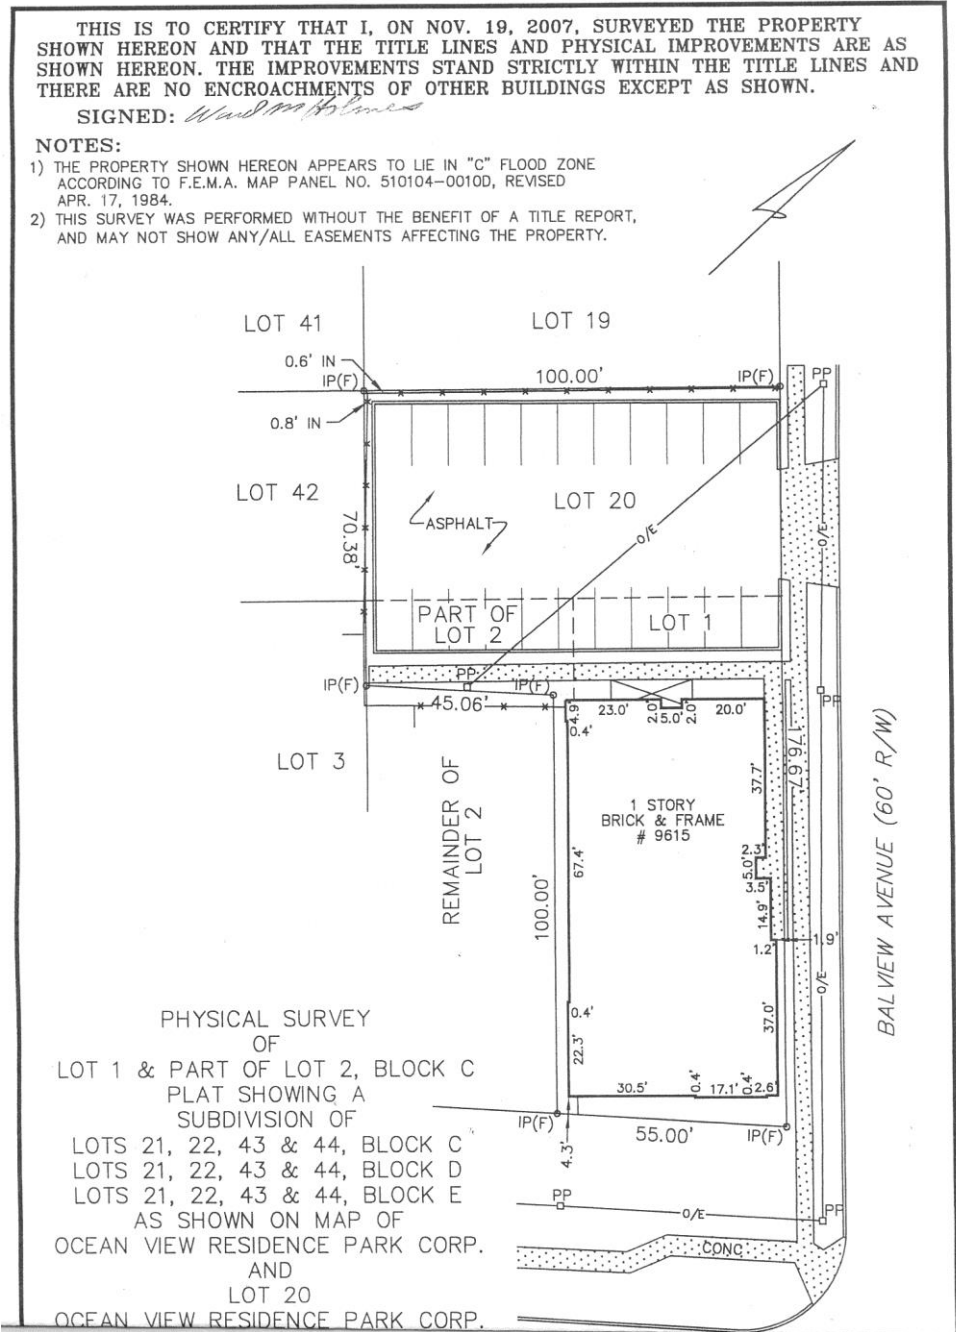 THIS IS TO CERTIFY THAT I, ON NOV. 19, 2007, SURVEYED THE PROPERTY
SHOWN HEREON AND THAT THE TITLE LINES AND PHYSICAL IMPROVEMENTS ARE AS
SHOWN HEREON. THE IMPROVEMENTS STAND STRICTLY WITHIN THE TITLE LINES AND
THERE ARE NO ENCROACHMENTS OF OTHER BUILDINGS EXCEPT AS SHOWN.
SIGNED:
NOTES:
1) THE PROPERTY SHOWN HEREON APPEARS TO LIE IN "C" FLOOD ZONE
ACCORDING TO F.E.M.A. MAP PANEL NO. 510104-0010D, REVISED
APR. 17, 1984.
2) THIS SURVEY WAS PERFORMED WITHOUT THE BENEFIT OF A TITLE REPORT,
AND MAY NOT SHOW ANY/ALL EASEMENTS AFFECTING THE PROPERTY.
LOT 41
LOT 19
0.6' IN
IP(F)
100.00'
IP(F)
PP
0.8' IN
LOT 42
LOT 20
ASPHALT
O/E
O/E
70.38'
PART OF
LOT 2
LOT 1
IP(F)
PP
IP(F)
PP
45.06'
4.9'
0.4'
23.0'
2.0'
5.0'
2.0'
20.0'
176.67'
LOT 3
REMAINDER OF
LOT 2
1 STORY
BRICK & FRAME
# 9615
37.7'
67.4'
2.3'
5.0'
3.5'
14.9'
1.2'
1.9'
100.00'
BALVIEW AVENUE (60' R/W)
O/E
0.4'
22.3'
37.0'
30.5'
0.4'
17.1'
0.4'
2.6'
IP(F)
4.3'
55.00'
IP(F)
PP
O/E
PP
CONC
PHYSICAL SURVEY
OF
LOT 1 & PART OF LOT 2, BLOCK C
PLAT SHOWING A
SUBDIVISION OF
LOTS 21, 22, 43 & 44, BLOCK C
LOTS 21, 22, 43 & 44, BLOCK D
LOTS 21, 22, 43 & 44, BLOCK E
AS SHOWN ON MAP OF
OCEAN VIEW RESIDENCE PARK CORP.
AND
LOT 20
OCEAN VIEW RESIDENCE PARK CORP.